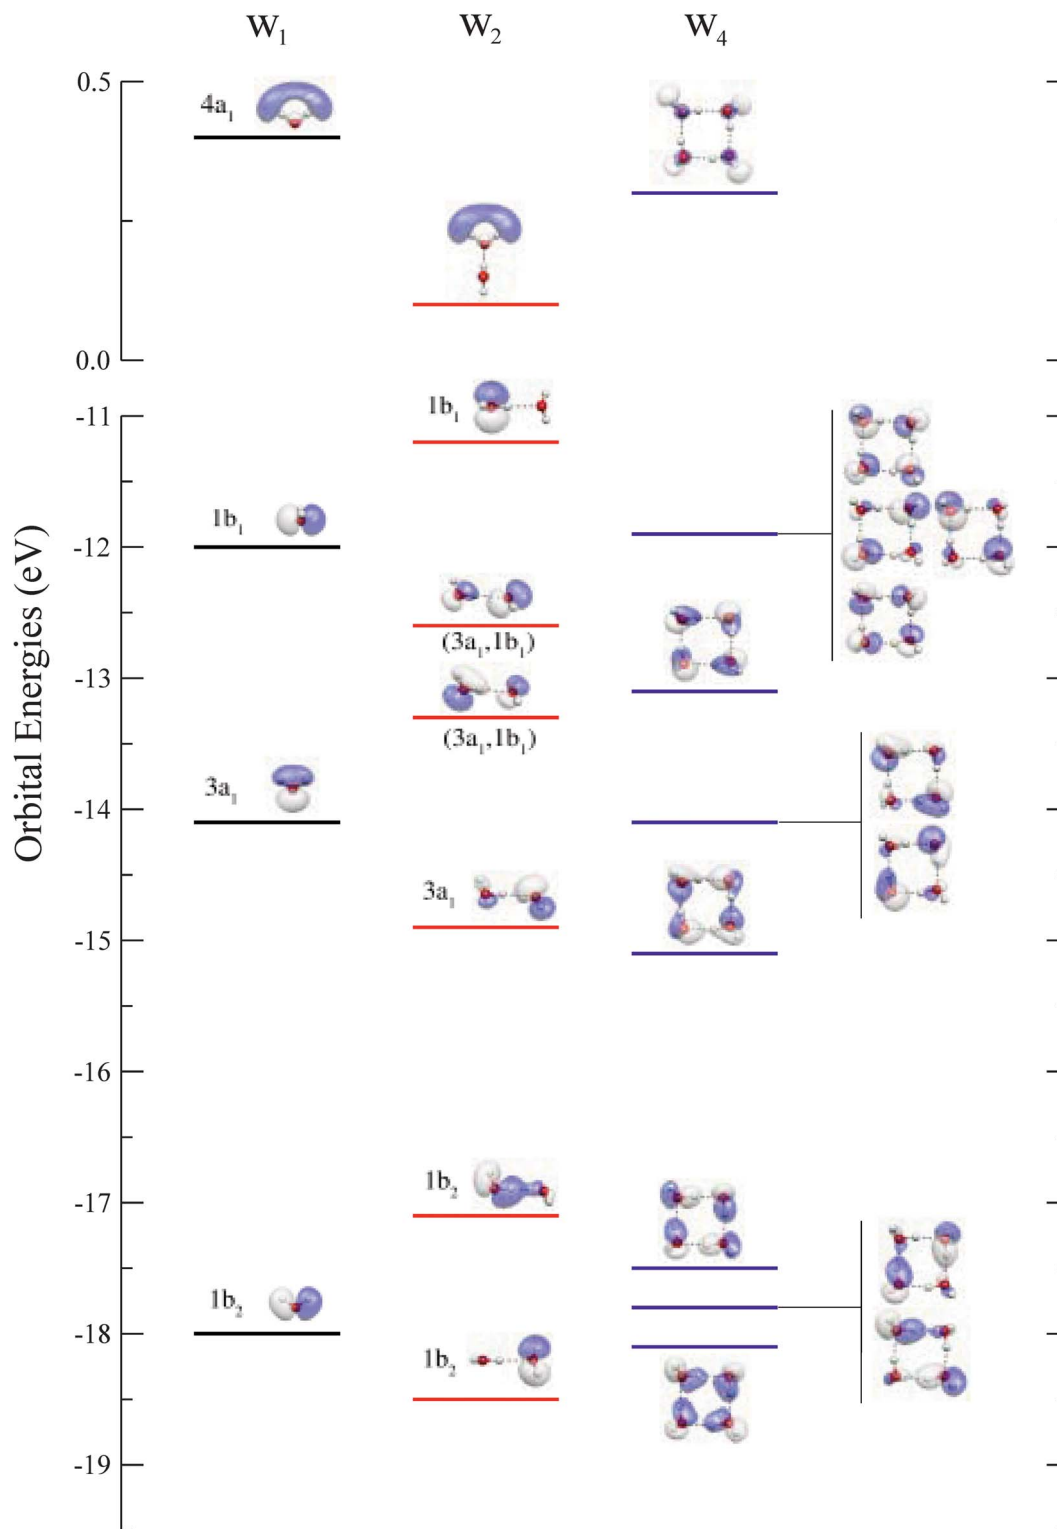 W₁ W₂ W₄
0.5
4a₁
0.0
-11
1b₁
1b₁
-12
(3a₁,1b₁)
-13
(3a₁,1b₁)
3a₁
-14
3a₁
-15
-16
1b₂
-17
1b₂
-18
1b₂
-19
Orbital Energies (eV)